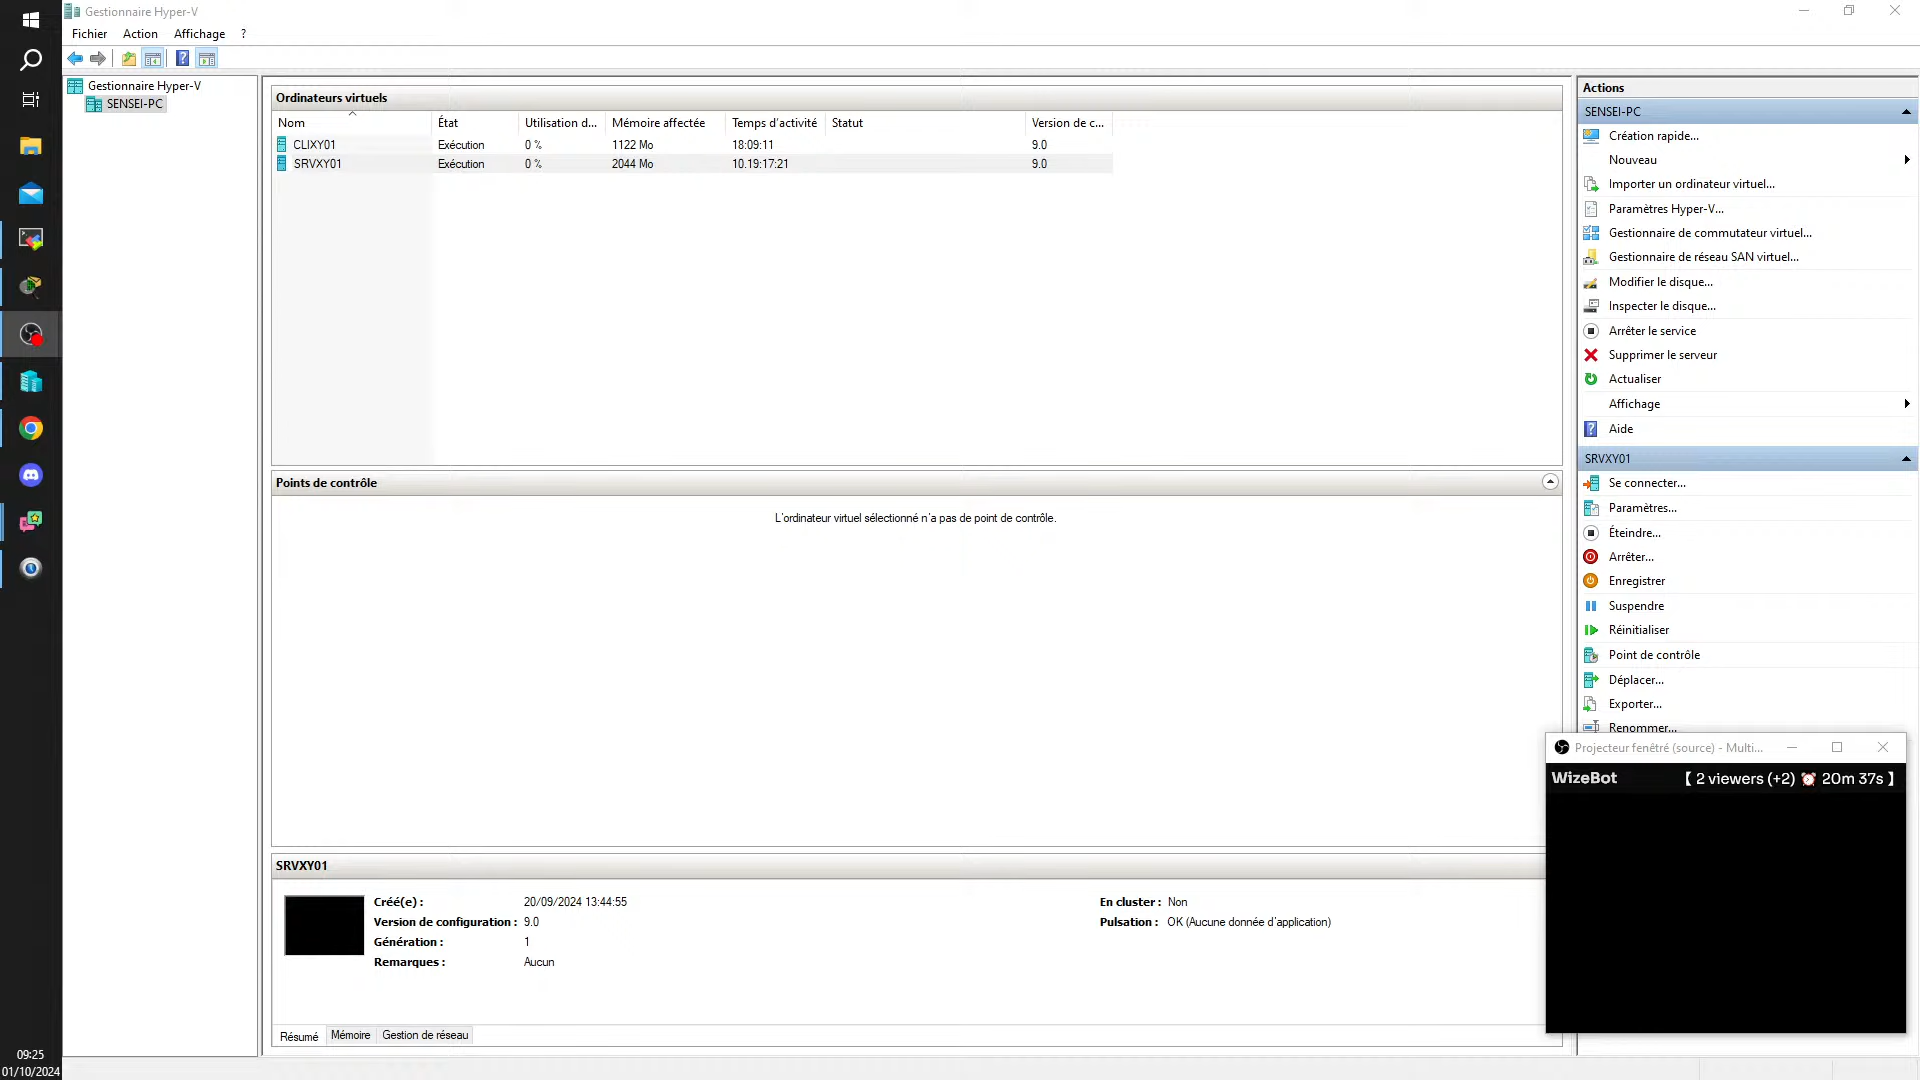 Gestionnaire Hyper-V
Fichier Action Affichage ?
Gestionnaire Hyper-V
SENSEI-PC
Ordinateurs virtuels
Nom État Utilisation d... Mémoire affectée Temps d'activité Statut Version de c...
CLIXY01 Exécution 0 % 1122 Mo 18:09:11 9.0
SRVXY01 Exécution 0 % 2044 Mo 10.19:17:21 9.0
Points de contrôle
L'ordinateur virtuel sélectionné n'a pas de point de contrôle.
SRVXY01
Créé(e) : 20/09/2024 13:44:55
Version de configuration : 9.0
Génération : 1
Remarques : Aucun
En cluster : Non
Pulsation : OK (Aucune donnée d'application)
Résumé Mémoire Gestion de réseau
Actions
SENSEI-PC
Création rapide...
Nouveau
Importer un ordinateur virtuel...
Paramètres Hyper-V...
Gestionnaire de commutateur virtuel...
Gestionnaire de réseau SAN virtuel...
Modifier le disque...
Inspecter le disque...
Arrêter le service
Supprimer le serveur
Actualiser
Affichage
Aide
SRVXY01
Se connecter...
Paramètres...
Éteindre...
Arrêter...
Enregistrer
Suspendre
Réinitialiser
Point de contrôle
Déplacer...
Exporter...
Renommer...
Projecteur fenêtré (source) - Multi...
WizeBot 【 2 viewers (+2) ⏰ 20m 37s 】
09:25
01/10/2024